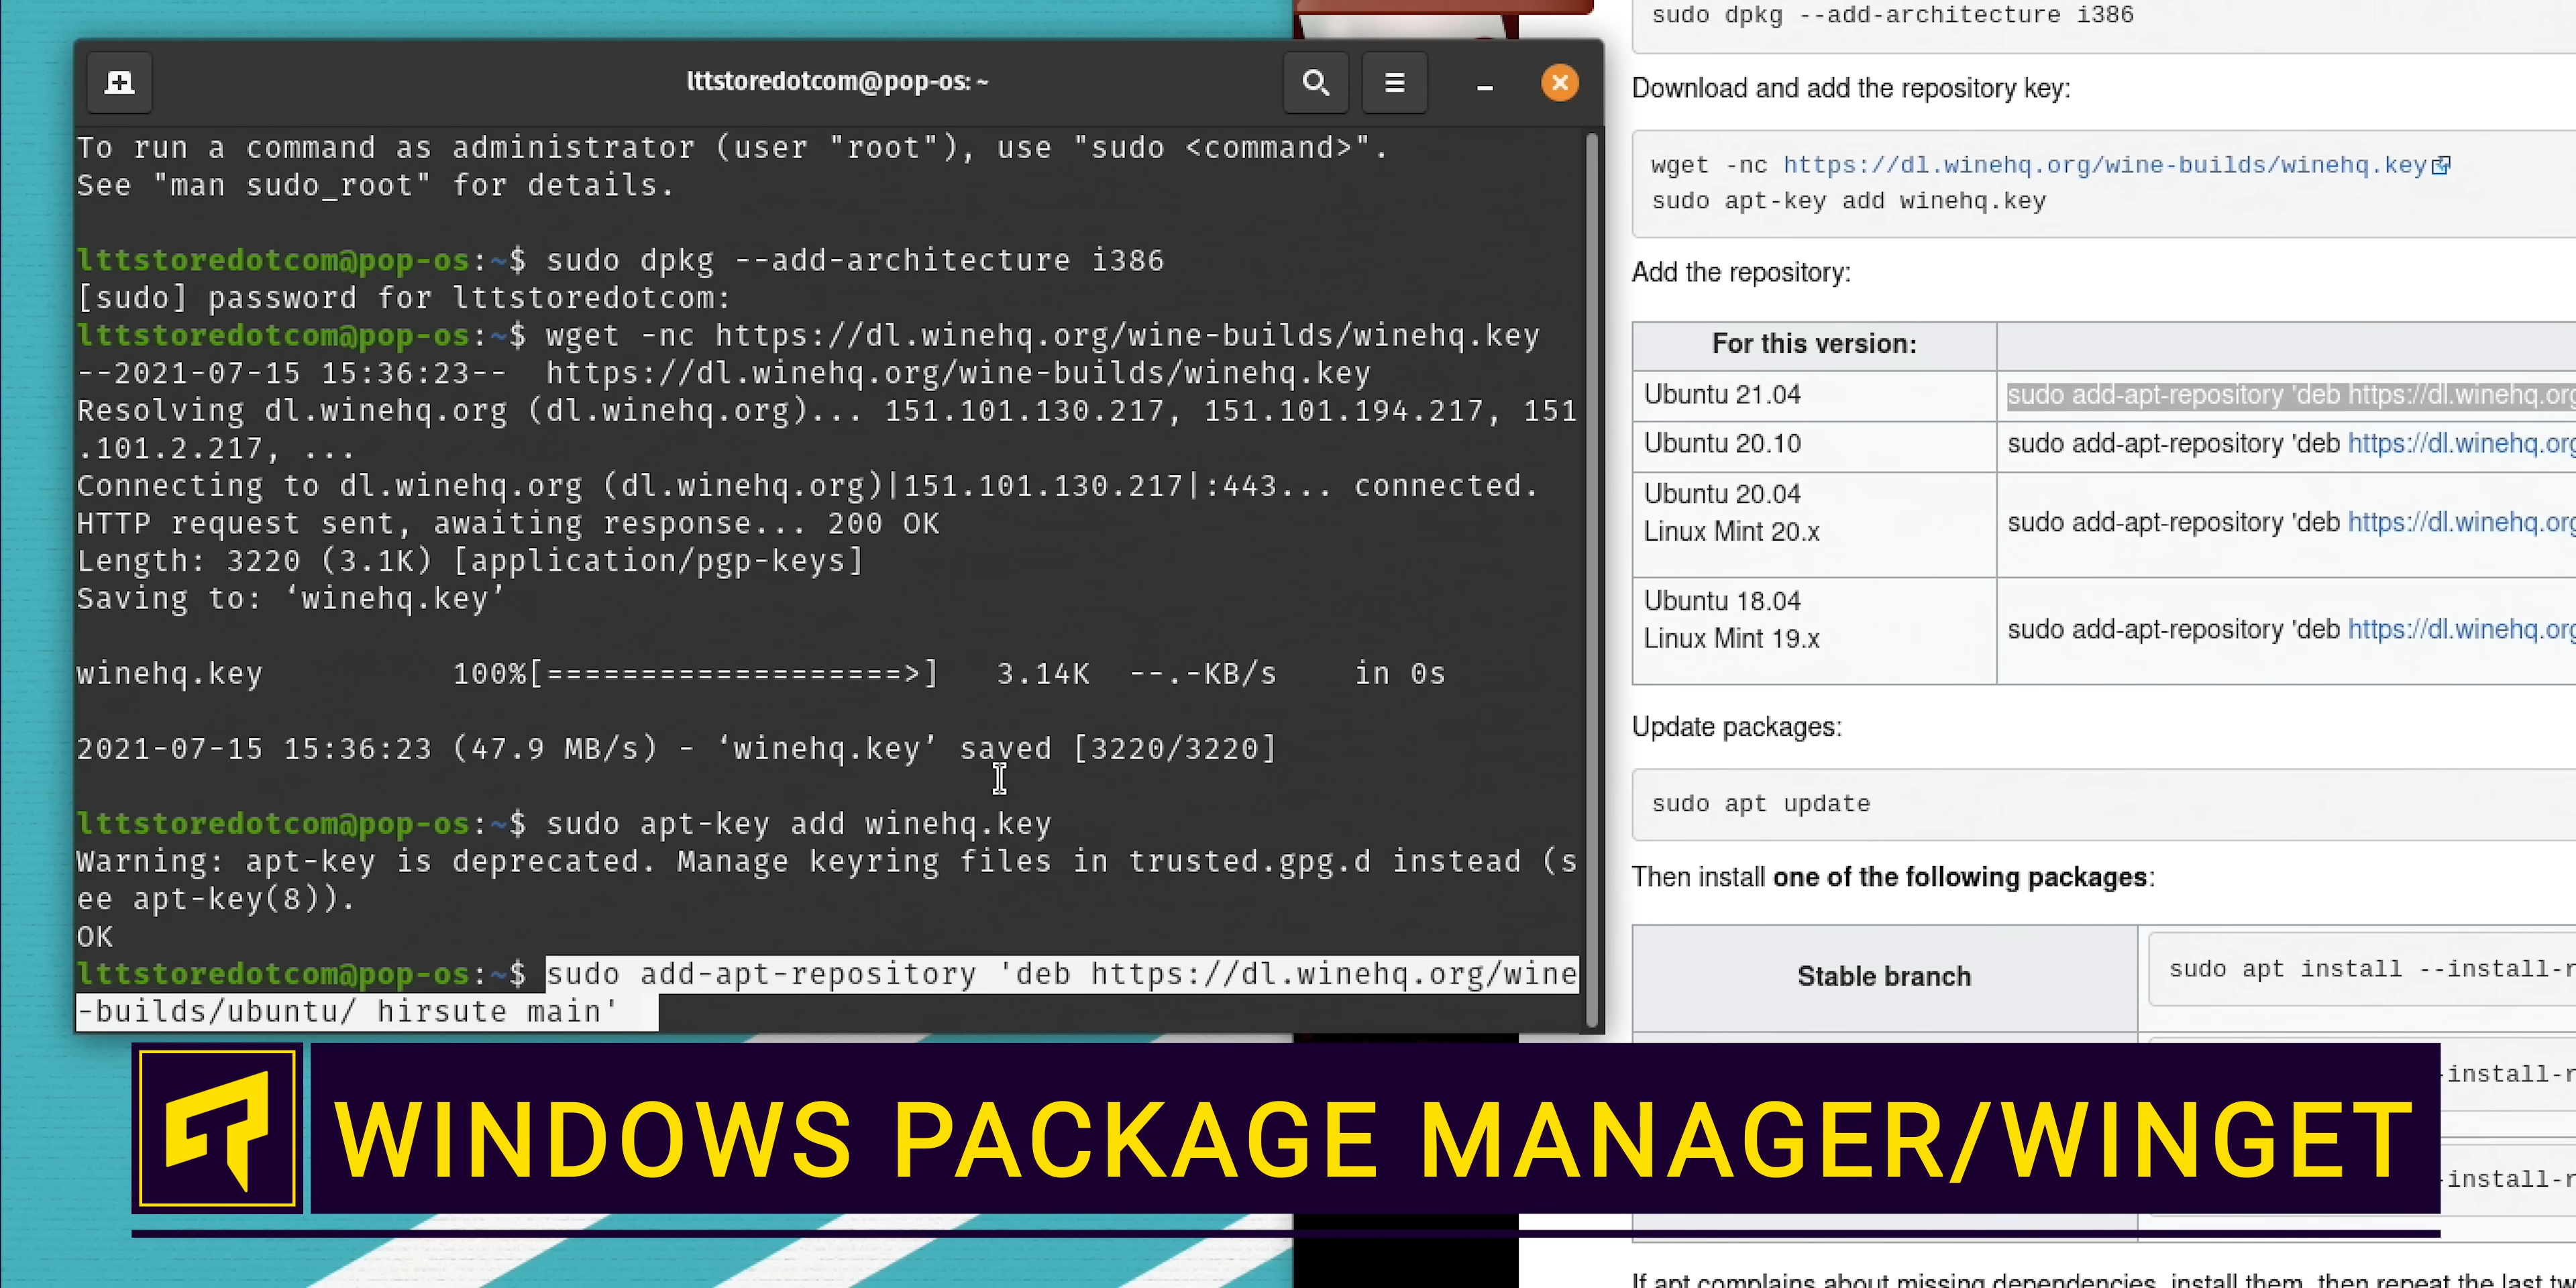 lttstoredotcom@pop-os: ~
To run a command as administrator (user "root"), use "sudo <command>".
See "man sudo_root" for details.
lttstoredotcom@pop-os:~$ sudo dpkg --add-architecture i386
[sudo] password for lttstoredotcom:
lttstoredotcom@pop-os:~$ wget -nc https://dl.winehq.org/wine-builds/winehq.key
--2021-07-15 15:36:23--  https://dl.winehq.org/wine-builds/winehq.key
Resolving dl.winehq.org (dl.winehq.org)... 151.101.130.217, 151.101.194.217, 151
.101.2.217, ...
Connecting to dl.winehq.org (dl.winehq.org)|151.101.130.217|:443... connected.
HTTP request sent, awaiting response... 200 OK
Length: 3220 (3.1K) [application/pgp-keys]
Saving to: ‘winehq.key’
winehq.key         100%[===================>]   3.14K  --.-KB/s    in 0s
2021-07-15 15:36:23 (47.9 MB/s) - ‘winehq.key’ saved [3220/3220]
lttstoredotcom@pop-os:~$ sudo apt-key add winehq.key
Warning: apt-key is deprecated. Manage keyring files in trusted.gpg.d instead (s
ee apt-key(8)).
OK
lttstoredotcom@pop-os:~$ sudo add-apt-repository 'deb https://dl.winehq.org/wine
-builds/ubuntu/ hirsute main'
sudo dpkg --add-architecture i386
Download and add the repository key:
wget -nc https://dl.winehq.org/wine-builds/winehq.key
sudo apt-key add winehq.key
Add the repository:
For this version:
Ubuntu 21.04
sudo add-apt-repository 'deb https://dl.winehq.org
Ubuntu 20.10
sudo add-apt-repository 'deb https://dl.winehq.org
Ubuntu 20.04
Linux Mint 20.x
sudo add-apt-repository 'deb https://dl.winehq.org
Ubuntu 18.04
Linux Mint 19.x
sudo add-apt-repository 'deb https://dl.winehq.org
Update packages:
sudo apt update
Then install one of the following packages:
Stable branch
sudo apt install --install-r
-install-r
-install-r
WINDOWS PACKAGE MANAGER/WINGET
If apt complains about missing dependencies, install them, then repeat the last tw